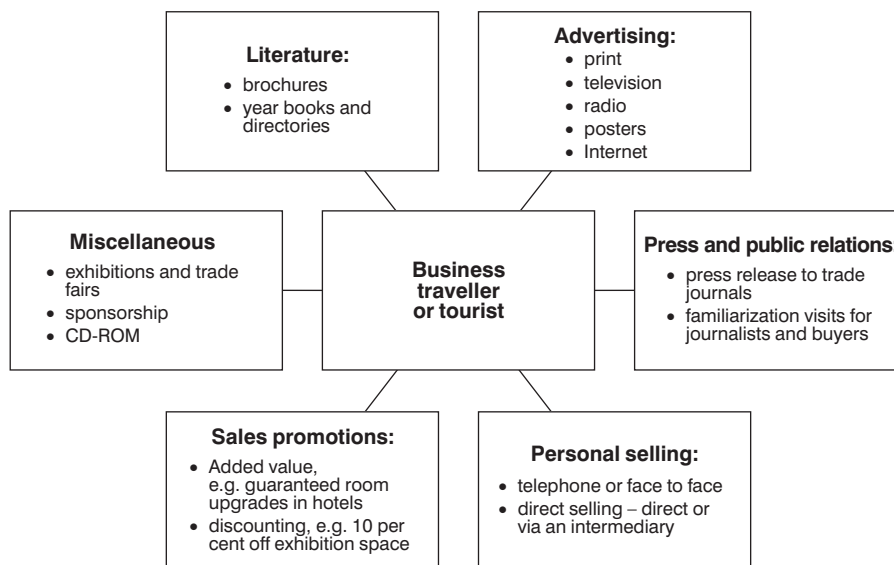 Literature:
• brochures
• year books and
directories
Advertising:
• print
• television
• radio
• posters
• Internet
Miscellaneous
• exhibitions and trade
fairs
• sponsorship
• CD-ROM
Business
traveller
or tourist
Press and public relations:
• press release to trade
journals
• familiarization visits for
journalists and buyers
Sales promotions:
• Added value,
e.g. guaranteed room
upgrades in hotels
• discounting, e.g. 10 per
cent off exhibition space
Personal selling:
• telephone or face to face
• direct selling – direct or
via an intermediary